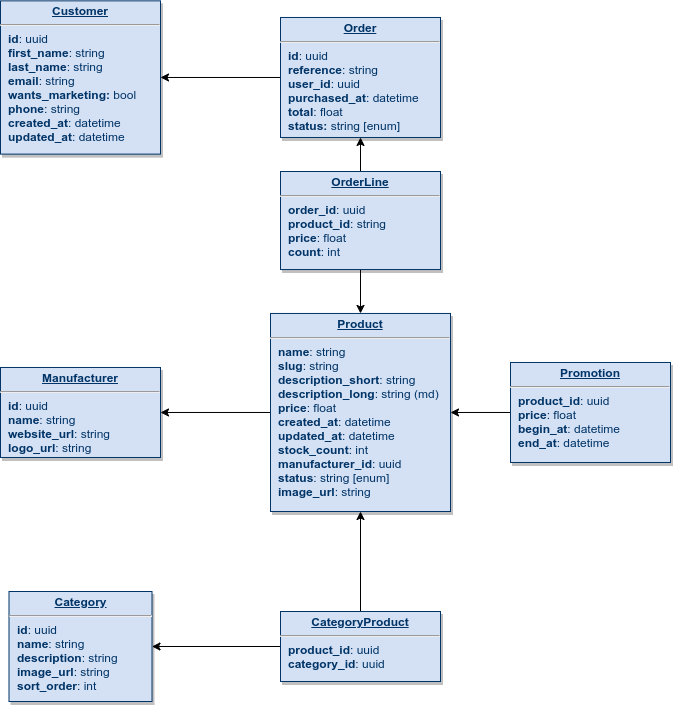 Customer
id: uuid
first_name: string
last_name: string
email: string
wants_marketing: bool
phone: string
created_at: datetime
updated_at: datetime
Order
id: uuid
reference: string
user_id: uuid
purchased_at: datetime
total: float
status: string [enum]
OrderLine
order_id: uuid
product_id: string
price: float
count: int
Product
name: string
slug: string
description_short: string
description_long: string (md)
price: float
created_at: datetime
updated_at: datetime
stock_count: int
manufacturer_id: uuid
status: string [enum]
image_url: string
Manufacturer
id: uuid
name: string
website_url: string
logo_url: string
Promotion
product_id: uuid
price: float
begin_at: datetime
end_at: datetime
Category
id: uuid
name: string
description: string
image_url: string
sort_order: int
CategoryProduct
product_id: uuid
category_id: uuid